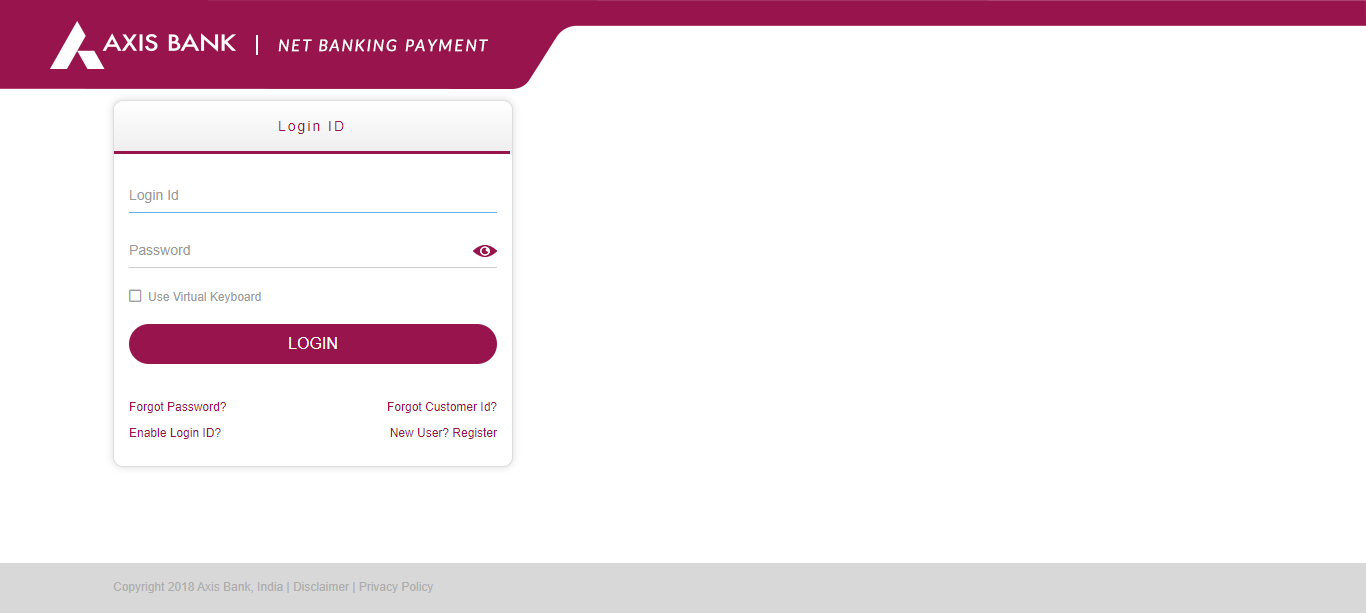 AXIS BANK | NET BANKING PAYMENT
Login ID
Login Id
Password
Use Virtual Keyboard
LOGIN
Forgot Password? Forgot Customer Id?
Enable Login ID? New User? Register
Copyright 2018 Axis Bank, India | Disclaimer | Privacy Policy